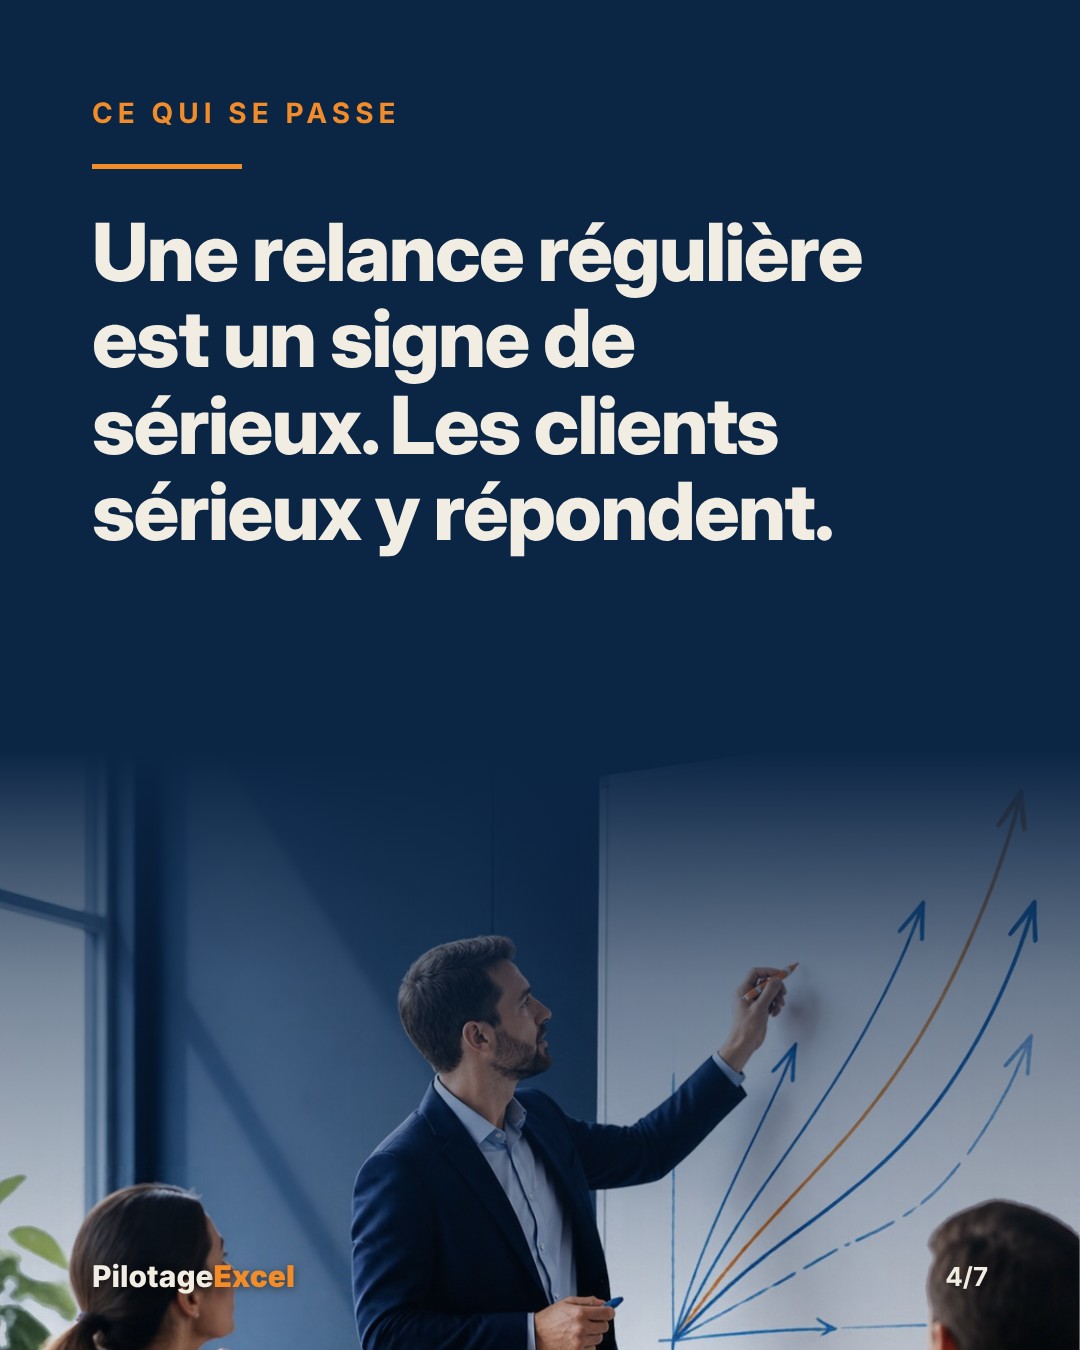 CE QUI SE PASSE
Une relance régulière
est un signe de
sérieux. Les clients
sérieux y répondent.
PilotageExcel
4/7